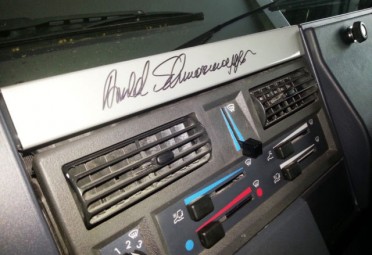 Arnold Schwarzenegger
1 2 3